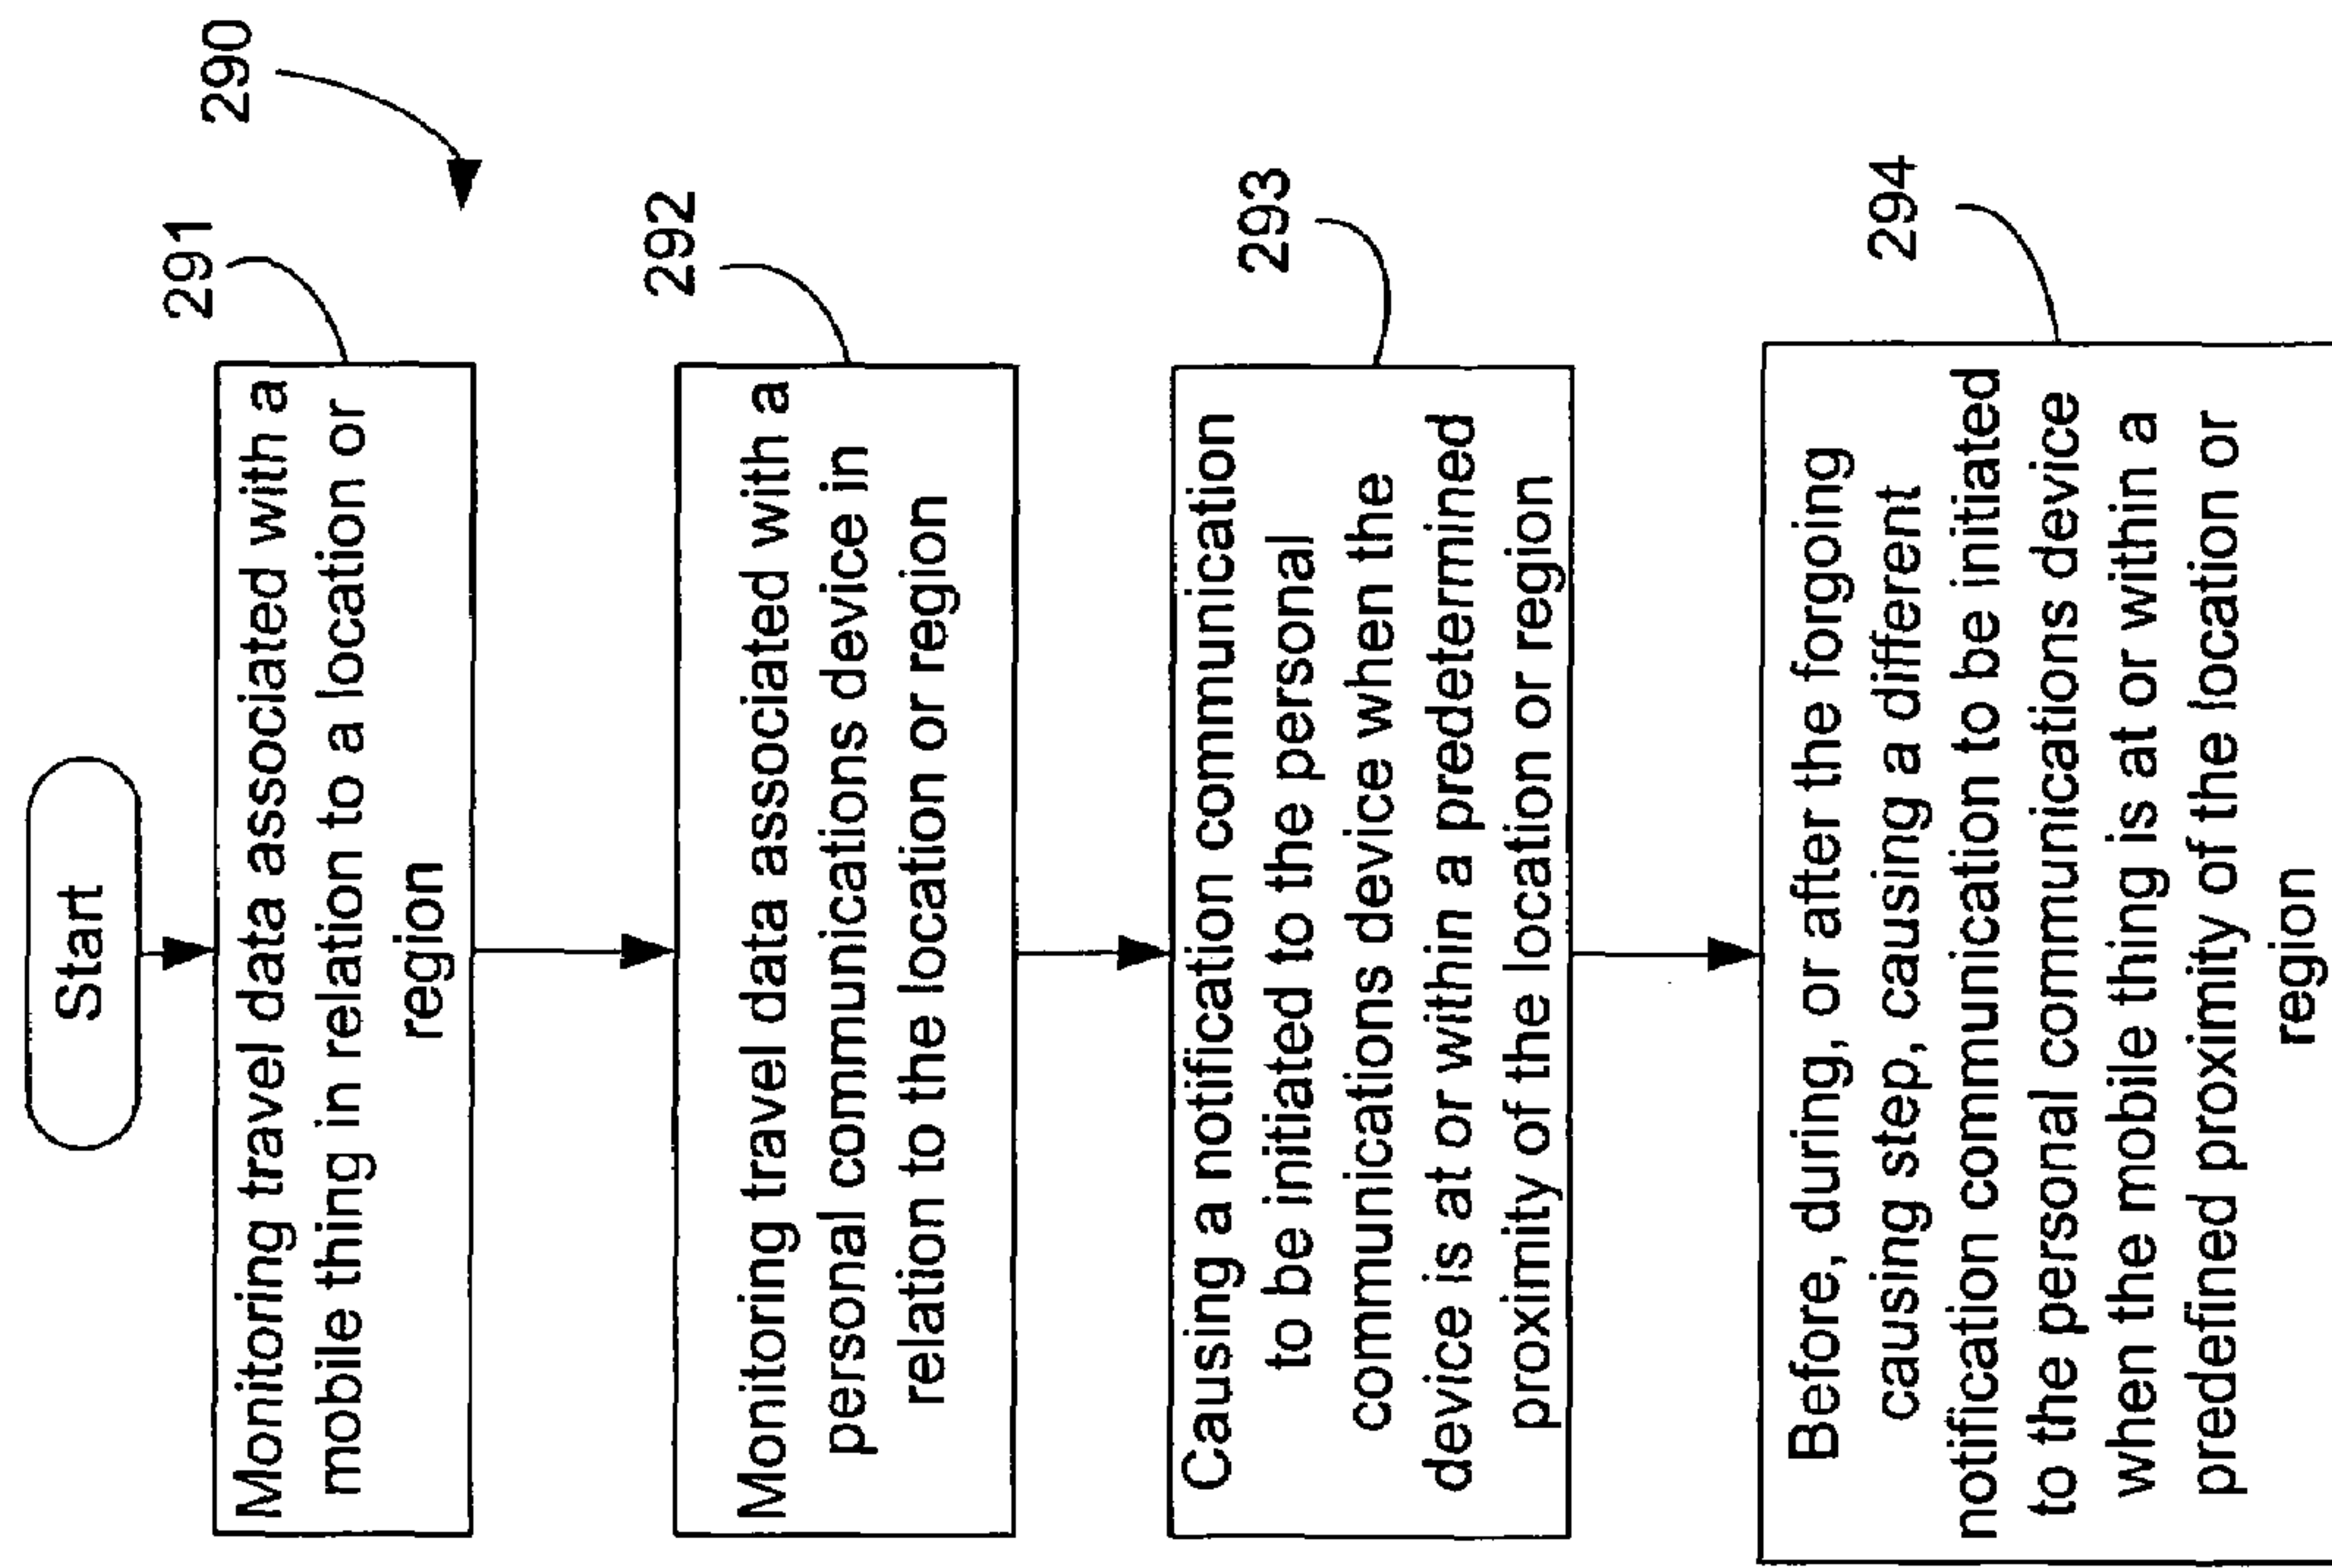 290
Start
291
Monitoring travel data associated with a
mobile thing in relation to a location or
region
292
Monitoring travel data associated with a
personal communications device in
relation to the location or region
293
Causing a notification communication
to be initiated to the personal
communications device when the
device is at or within a predetermined
proximity of the location or region
294
Before, during, or after the forgoing
causing step, causing a different
notification communication to be initiated
to the personal communications device
when the mobile thing is at or within a
predefined proximity of the location or
region